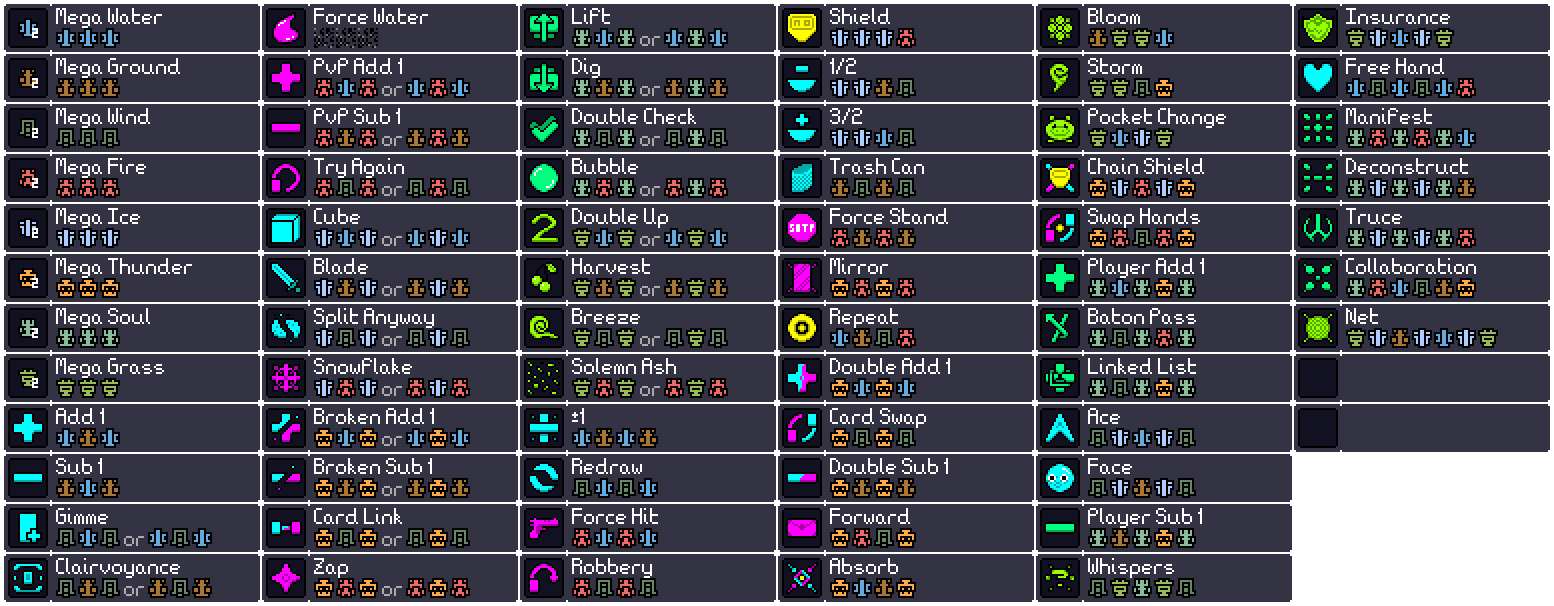 Mega Water
Mega Ground
Mega Wind
Mega Fire
Mega Ice
Mega Thunder
Mega Soul
Mega Grass
Add 1
Sub 1
Gimme
or
Clairvoyance
or
Force Water
PvP Add 1
or
PvP Sub 1
or
Try Again
or
Cube
or
Blade
or
Split Anyway
or
Snowflake
or
Broken Add 1
or
Broken Sub 1
or
Card Link
or
Zap
or
Lift
or
Dig
or
Double Check
or
Bubble
or
Double Up
or
Harvest
or
Breeze
or
Solemn Ash
or
±1
Redraw
Force Hit
Robbery
Shield
1/2
3/2
Trash Can
Force Stand
Mirror
Repeat
Double Add 1
Card Swap
Double Sub 1
Forward
Absorb
Bloom
Storm
Pocket Change
Chain Shield
Swap Hands
Player Add 1
Baton Pass
Linked List
Ace
Face
Player Sub 1
Whispers
Insurance
Free Hand
Manifest
Deconstruct
Truce
Collaboration
Net